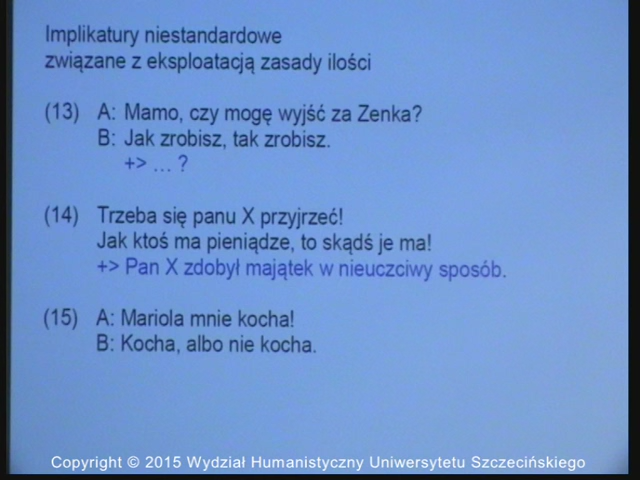 Implikatury niestandardowe
związane z eksploatacją zasady ilości
(13) A: Mamo, czy mogę wyjść za Zenka?
B: Jak zrobisz, tak zrobisz.
+> ... ?
(14) Trzeba się panu X przyjrzeć!
Jak ktoś ma pieniądze, to skądś je ma!
+> Pan X zdobył majątek w nieuczciwy sposób.
(15) A: Mariola mnie kocha!
B: Kocha, albo nie kocha.
Copyright © 2015 Wydział Humanistyczny Uniwersytetu Szczecińskiego